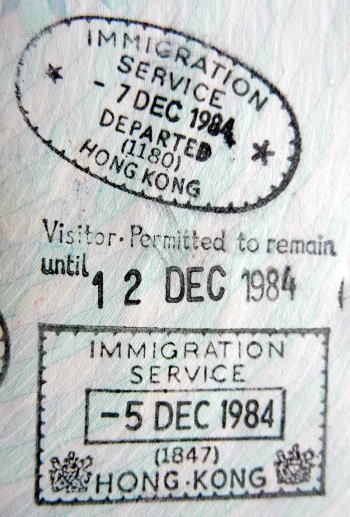 IMMIGRATION
SERVICE
- 7 DEC 1984
DEPARTED
(1180)
HONG KONG
Visitor - Permitted to remain
until 12 DEC 1984
IMMIGRATION
SERVICE
-5 DEC 1984
(1847)
HONG KONG